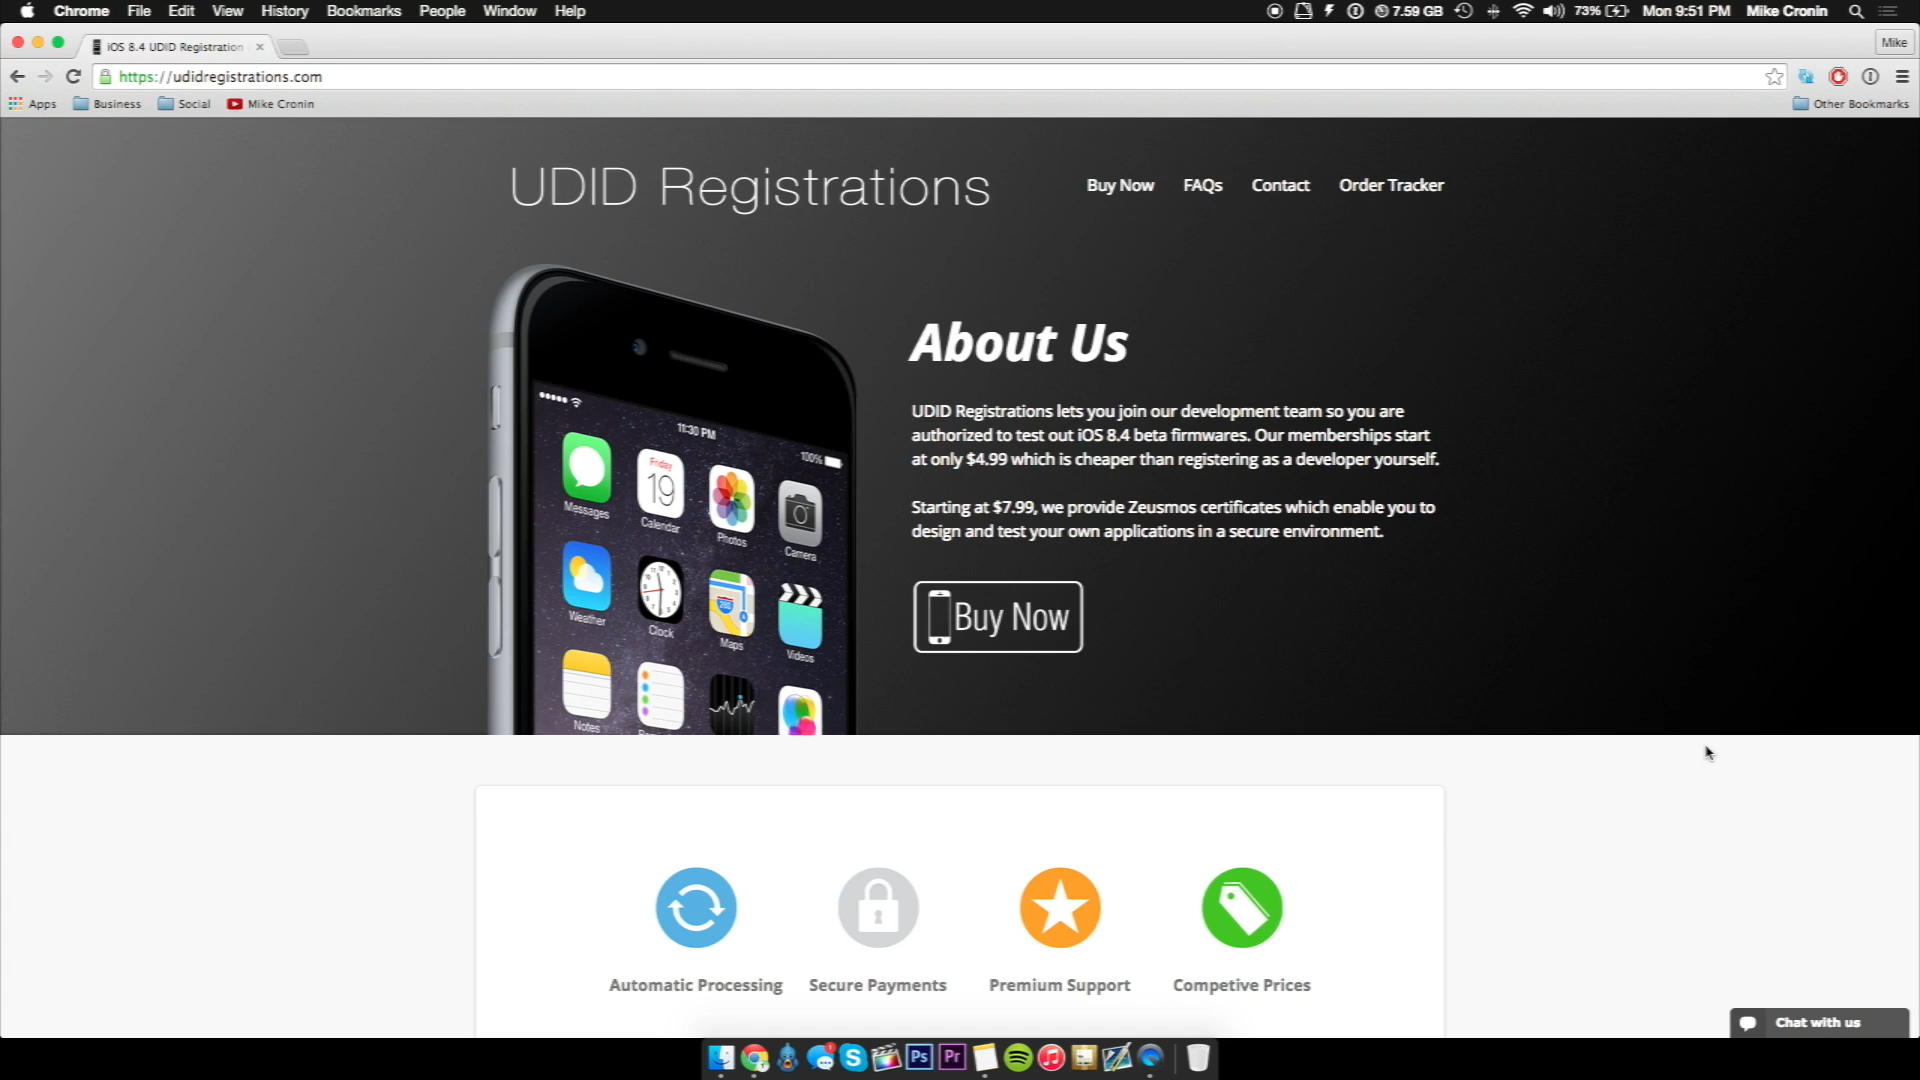 Chrome File Edit View History Bookmarks People Window Help 7.59 GB 73% Mon 9:51 PM Mike Cronin
iOS 8.4 UDID Registration Mike
https://udidregistrations.com
Apps Business Social Mike Cronin Other Bookmarks
UDID Registrations
Buy Now FAQs Contact Order Tracker
11:30 PM
100%
Messages
Friday
19
Calendar
Photos
Camera
Weather
Clock
280
Maps
Videos
Notes
About Us
UDID Registrations lets you join our development team so you are
authorized to test out iOS 8.4 beta firmwares. Our memberships start
at only $4.99 which is cheaper than registering as a developer yourself.
Starting at $7.99, we provide Zeusmos certificates which enable you to
design and test your own applications in a secure environment.
Buy Now
Automatic Processing Secure Payments Premium Support Competive Prices
Chat with us
Ps Pr